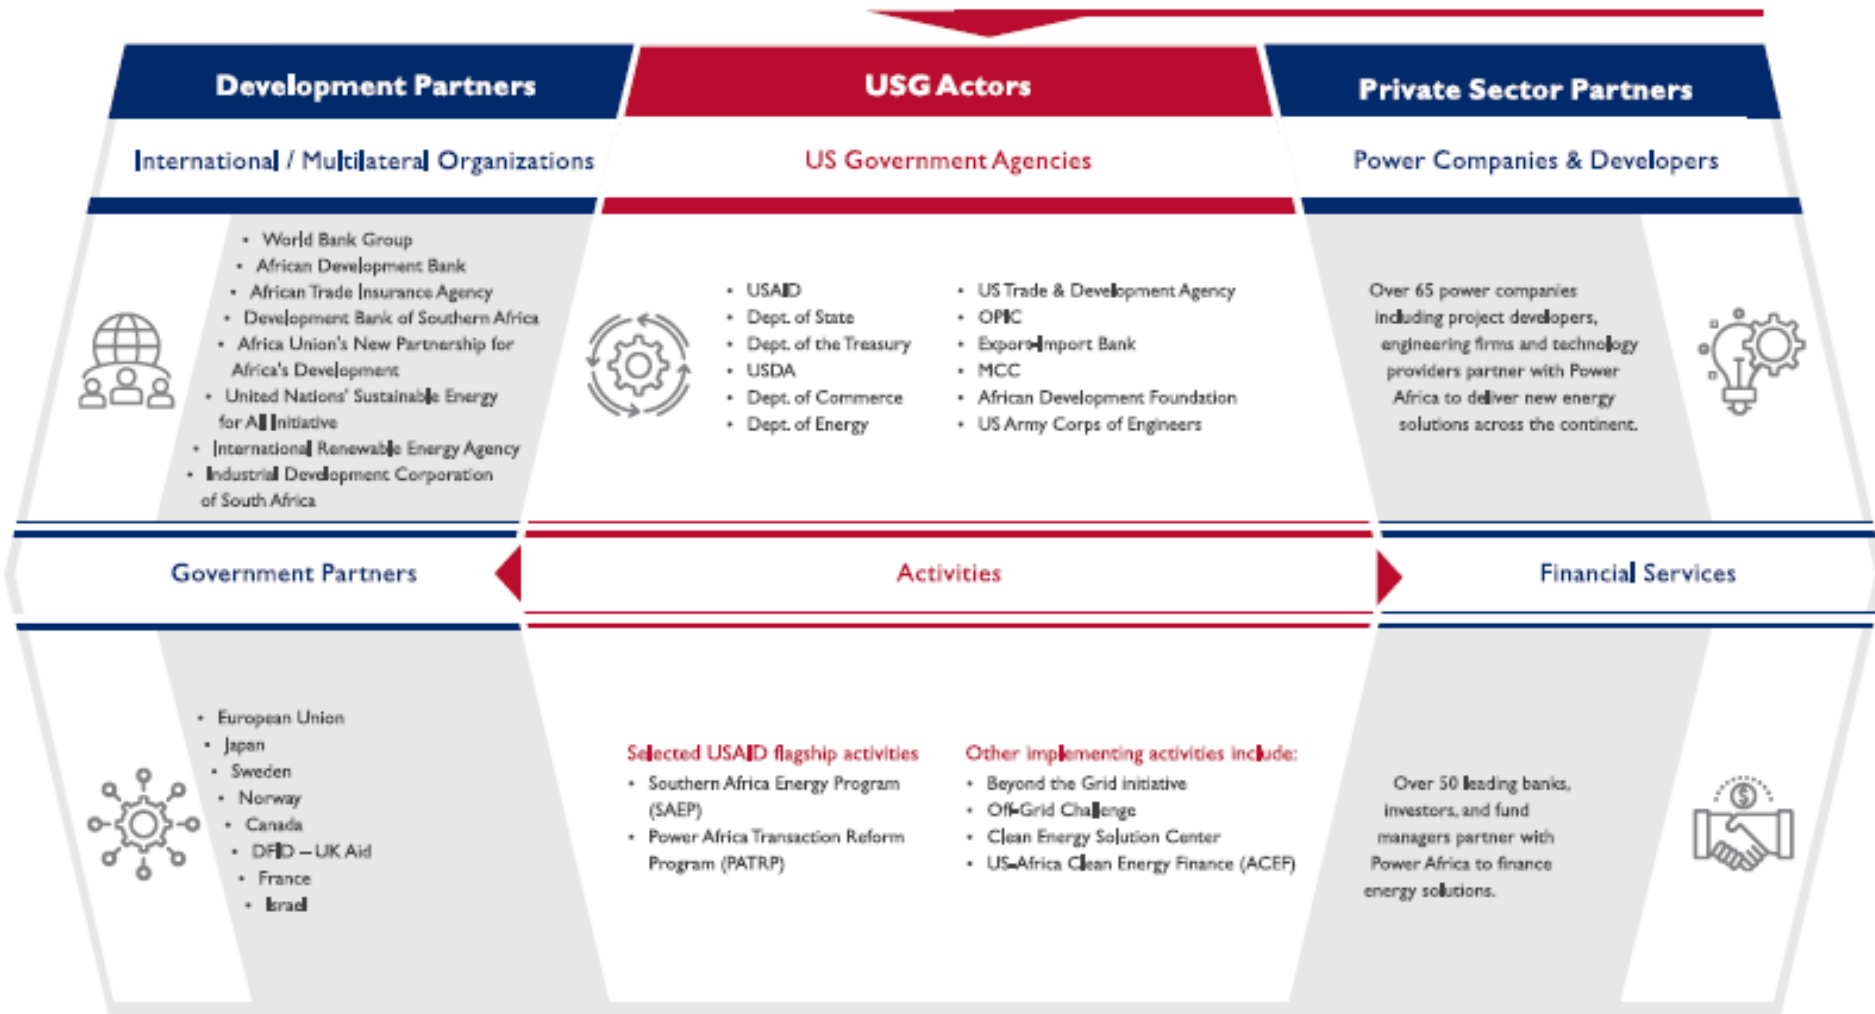 Development Partners
International / Multilateral Organizations
• World Bank Group
• African Development Bank
• African Trade Insurance Agency
• Development Bank of Southern Africa
• Africa Union's New Partnership for
Africa's Development
• United Nations' Sustainable Energy
for All Initiative
• International Renewable Energy Agency
• Industrial Development Corporation
of South Africa
Government Partners
• European Union
• Japan
• Sweden
• Norway
• Canada
• DFID – UK Aid
• France
• Israel
USG Actors
US Government Agencies
• USAID
• Dept. of State
• Dept. of the Treasury
• USDA
• Dept. of Commerce
• Dept. of Energy
• US Trade & Development Agency
• OPIC
• Export-Import Bank
• MCC
• African Development Foundation
• US Army Corps of Engineers
Activities
Selected USAID flagship activities
• Southern Africa Energy Program
(SAEP)
• Power Africa Transaction Reform
Program (PATRP)
Other implementing activities include:
• Beyond the Grid initiative
• Off-Grid Challenge
• Clean Energy Solution Center
• US-Africa Clean Energy Finance (ACEF)
Private Sector Partners
Power Companies & Developers
Over 65 power companies
including project developers,
engineering firms and technology
providers partner with Power
Africa to deliver new energy
solutions across the continent.
Financial Services
Over 50 leading banks,
investors, and fund
managers partner with
Power Africa to finance
energy solutions.
$